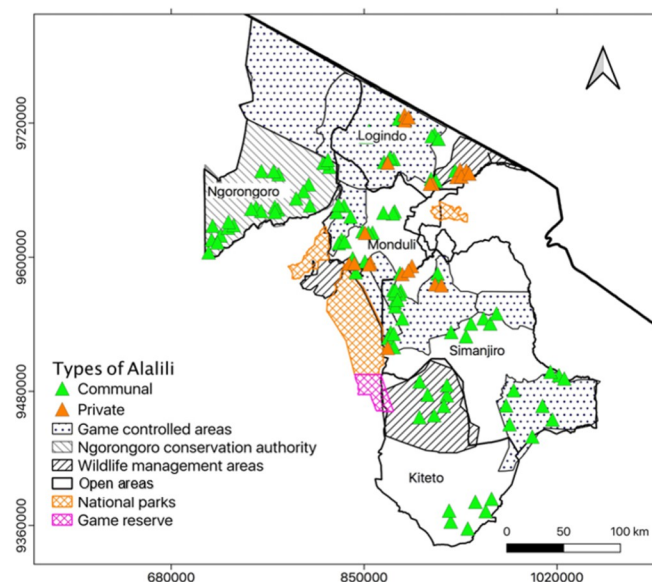 9720000
9600000
9480000
9360000
Logindo
Ngorongoro
Monduli
Simanjiro
Kiteto
Types of Alalili
Communal
Private
Game controlled areas
Ngorongoro conservation authority
Wildlife management areas
Open areas
National parks
Game reserve
0 50 100 km
680000 850000 1020000